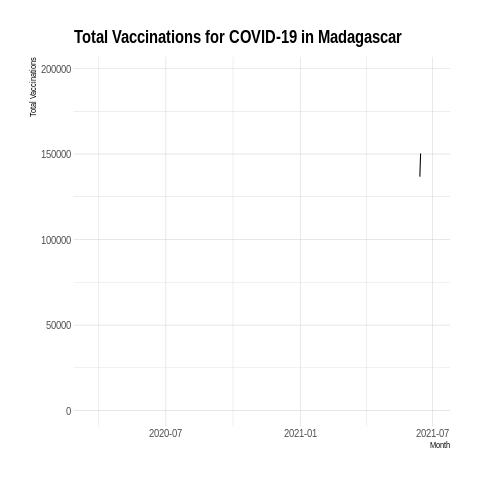 Total Vaccinations for COVID-19 in Madagascar
Total Vaccinations
200000
150000
100000
50000
0
2020-07 2021-01 2021-07
Month